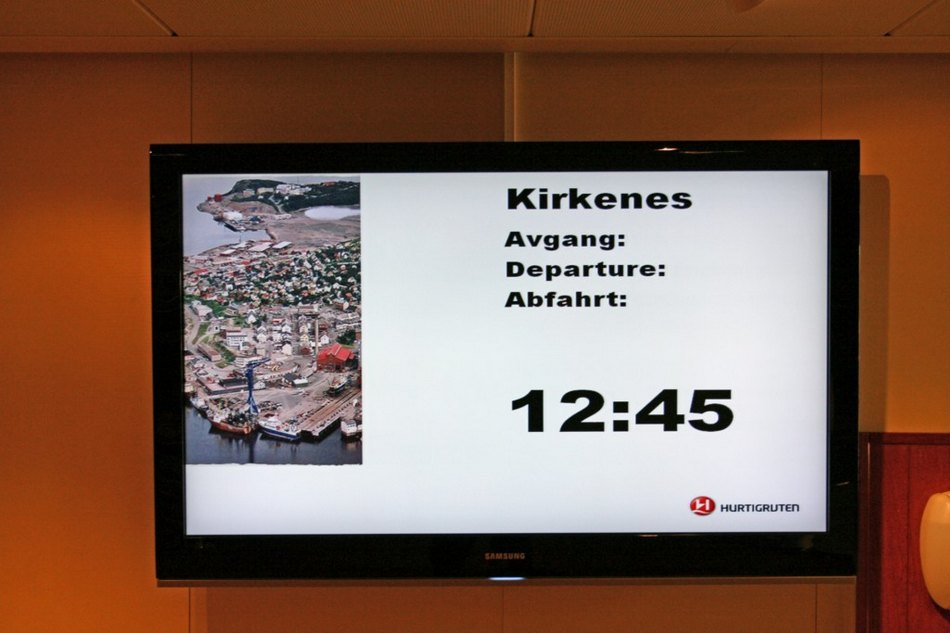 Kirkenes
Avgang:
Departure:
Abfahrt:
12:45
HURTIGRUTEN
SAMSUNG